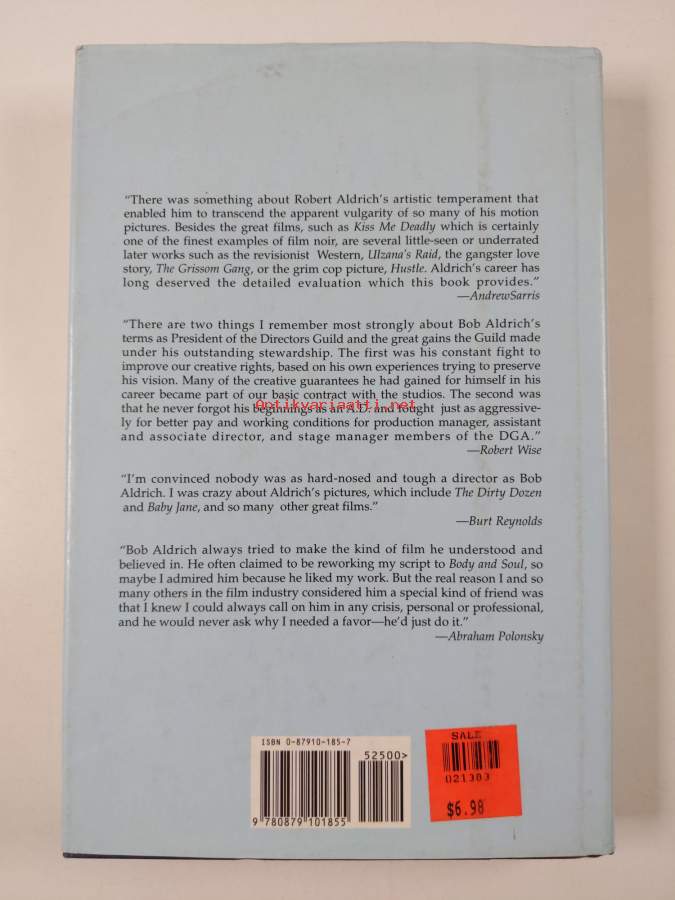 "There was something about Robert Aldrich's artistic temperament that
enabled him to transcend the apparent vulgarity of so many of his motion
pictures. Besides the great films, such as Kiss Me Deadly which is certainly
one of the finest examples of film noir, are several little-seen or underrated
later works such as the revisionist Western, Ulzana's Raid, the gangster love
story, The Grissom Gang, or the grim cop picture, Hustle. Aldrich's career has
long deserved the detailed evaluation which this book provides."
—AndrewSarris
"There are two things I remember most strongly about Bob Aldrich's
terms as President of the Directors Guild and the great gains the Guild made
under his outstanding stewardship. The first was his constant fight to
improve our creative rights, based on his own experiences trying to preserve
his vision. Many of the creative guarantees he had gained for himself in his
career became part of our basic contract with the studios. The second was
that he never forgot his beginnings as an A.D. and fought just as aggressive-
Antikvariaatti.net
ly for better pay and working conditions for production manager, assistant
and associate director, and stage manager members of the DGA."
—Robert Wise
"I'm convinced nobody was as hard-nosed and tough a director as Bob
Aldrich. I was crazy about Aldrich's pictures, which include The Dirty Dozen
and Baby Jane, and so many other great films."
—Burt Reynolds
"Bob Aldrich always tried to make the kind of film he understood and
believed in. He often claimed to be reworking my script to Body and Soul, so
maybe I admired him because he liked my work. But the real reason I and so
many others in the film industry considered him a special kind of friend was
that I knew I could always call on him in any crisis, personal or professional,
and he would never ask why I needed a favor—he'd just do it."
—Abraham Polonsky
ISBN 0-87910-185-7
52500>
9 780879 101855
SALE
021383
$6.98